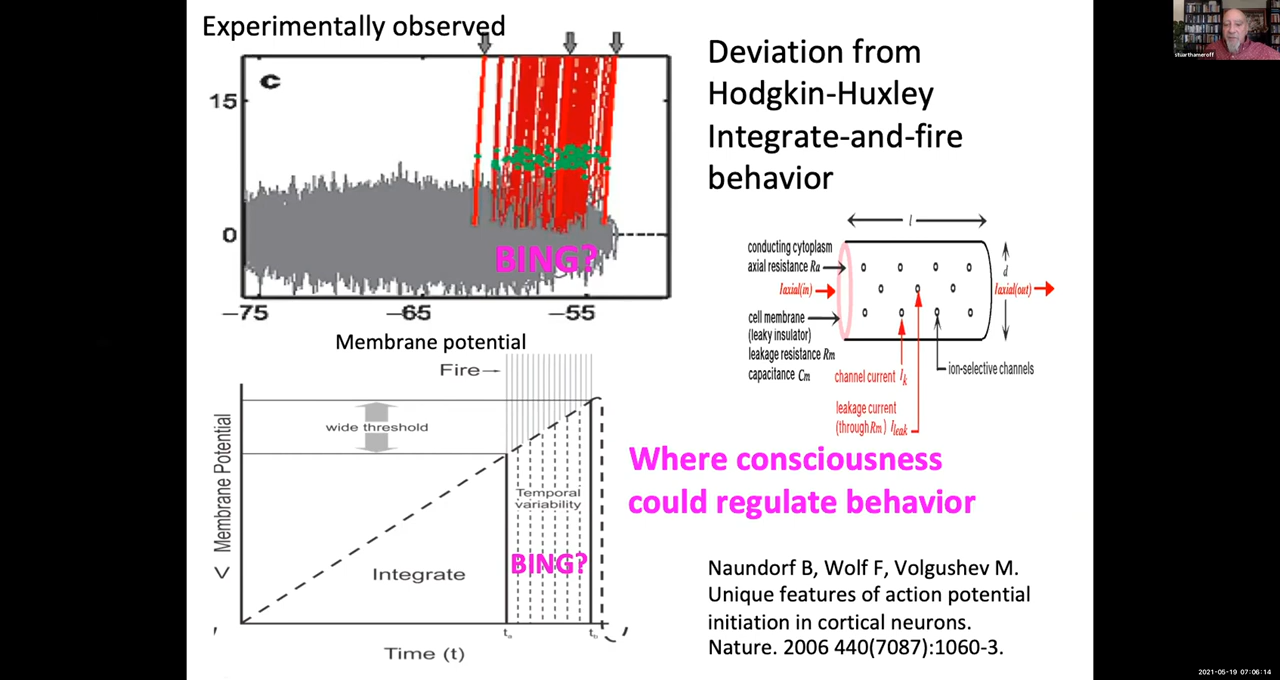 Experimentally observed
C
15
0
BING?
−75
−65
−55
Membrane potential
Fire
wide threshold
< Membrane Potential
Temporal
variability
BING?
Integrate
Time (t)
Deviation from
Hodgkin-Huxley
Integrate-and-fire
behavior
l
d
conducting cytoplasm
axial resistance Ra
Iaxial(in)
Iaxial(out)
cell membrane
(leaky insulator)
leakage resistance Rm
capacitance Cm
channel current Ik
ion-selective channels
leakage current
(through Rm) Ileak
Where consciousness
could regulate behavior
Naundorf B, Wolf F, Volgushev M.
Unique features of action potential
initiation in cortical neurons.
Nature. 2006 440(7087):1060-3.
stuarthameroff
2021-05-19 07:06:14